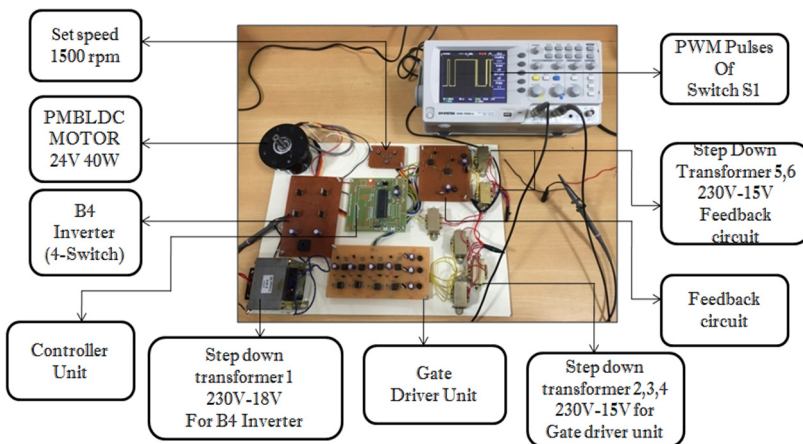 Set speed
1500 rpm
PWM Pulses
Of
Switch S1
PMBLDC
MOTOR
24V 40W
Step Down
Transformer 5,6
230V-15V
Feedback
circuit
B4
Inverter
(4-Switch)
Feedback
circuit
Controller
Unit
Step down
transformer 1
230V-18V
For B4 Inverter
Gate
Driver Unit
Step down
transformer 2,3,4
230V-15V for
Gate driver unit